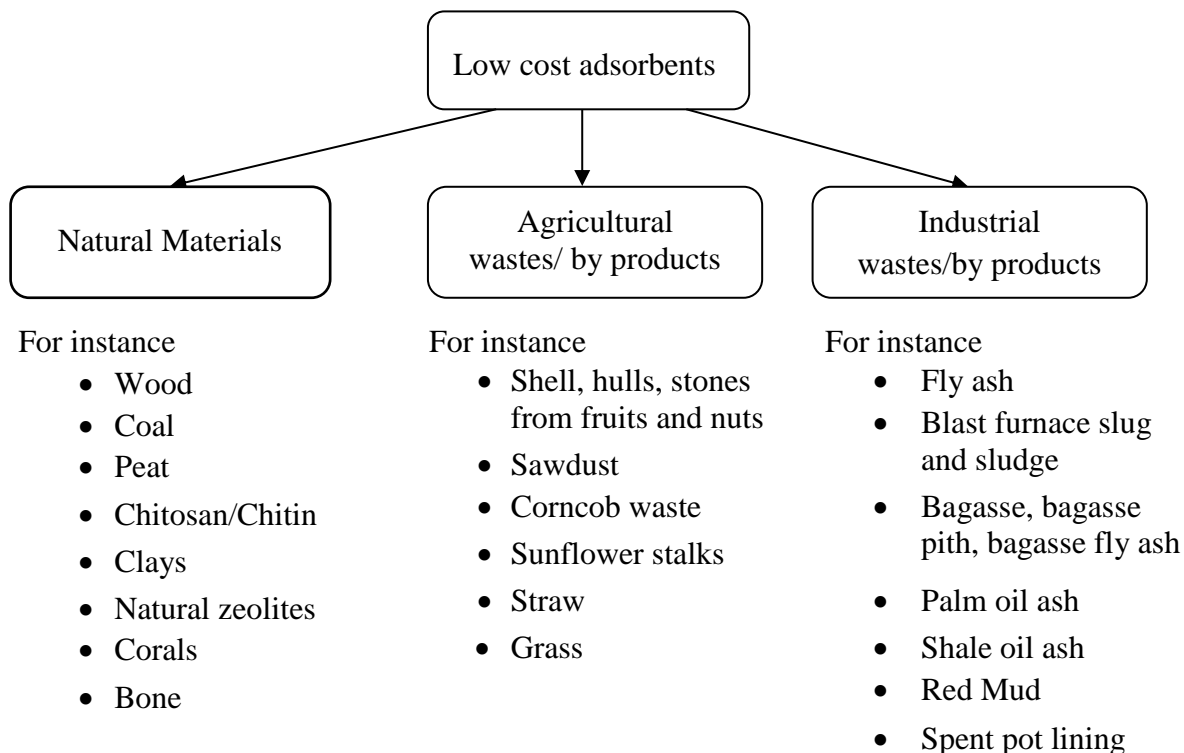 Low cost adsorbents
Natural Materials
Agricultural
wastes/ by products
Industrial
wastes/by products
For instance
• Wood
• Coal
• Peat
• Chitosan/Chitin
• Clays
• Natural zeolites
• Corals
• Bone
For instance
• Shell, hulls, stones
from fruits and nuts
• Sawdust
• Corncob waste
• Sunflower stalks
• Straw
• Grass
For instance
• Fly ash
• Blast furnace slug
and sludge
• Bagasse, bagasse
pith, bagasse fly ash
• Palm oil ash
• Shale oil ash
• Red Mud
• Spent pot lining